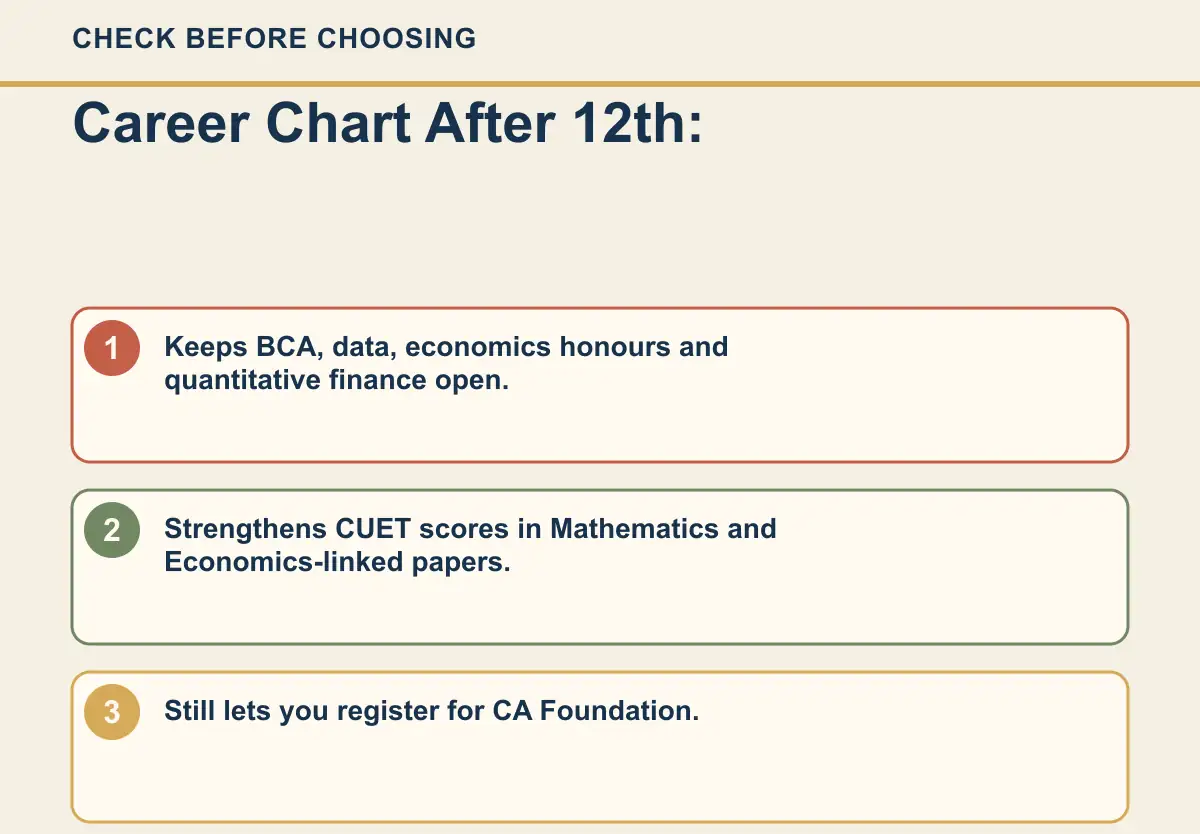 CHECK BEFORE CHOOSING
Career Chart After 12th:
1
Keeps BCA, data, economics honours and
quantitative finance open.
2
Strengthens CUET scores in Mathematics and
Economics-linked papers.
3
Still lets you register for CA Foundation.